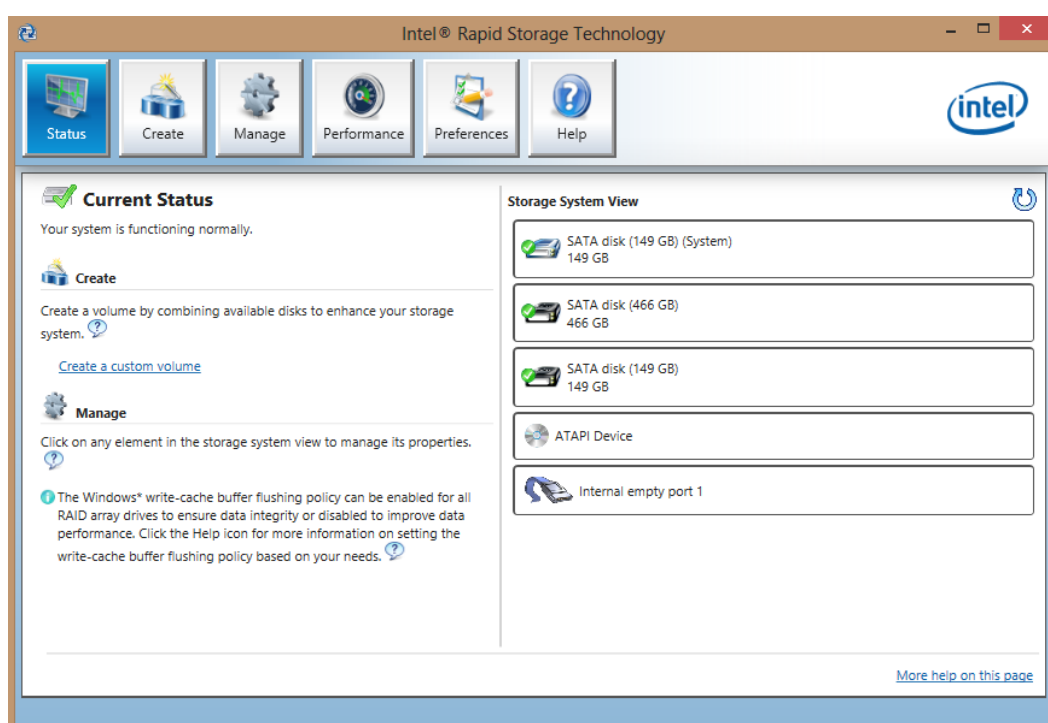 Intel® Rapid Storage Technology
Status
Create
Manage
Performance
Preferences
Help
intel
Current Status
Your system is functioning normally.
Create
Create a volume by combining available disks to enhance your storage
system.
Create a custom volume
Manage
Click on any element in the storage system view to manage its properties.
The Windows* write-cache buffer flushing policy can be enabled for all
RAID array drives to ensure data integrity or disabled to improve data
performance. Click the Help icon for more information on setting the
write-cache buffer flushing policy based on your needs.
Storage System View
SATA disk (149 GB) (System)
149 GB
SATA disk (466 GB)
466 GB
SATA disk (149 GB)
149 GB
ATAPI Device
Internal empty port 1
More help on this page